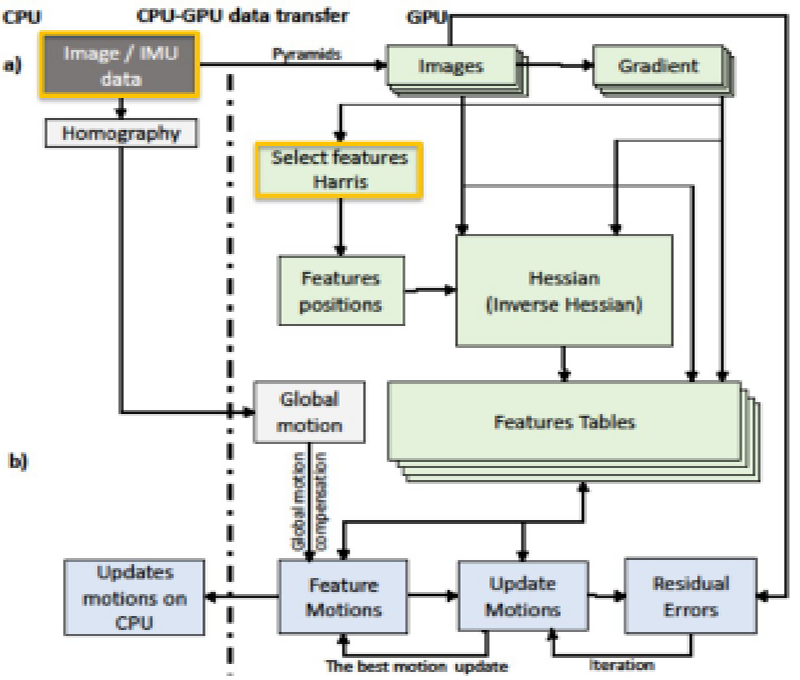 CPU
CPU-GPU data transfer
GPU
a)
Image / IMU
data
Pyramids
Images
Gradient
Homography
Select features
Harris
Features
positions
Hessian
(Inverse Hessian)
Global
motion
Features Tables
b)
Global motion
compensation
Updates
motions on
CPU
Feature
Motions
Update
Motions
Residual
Errors
The best motion update
Iteration